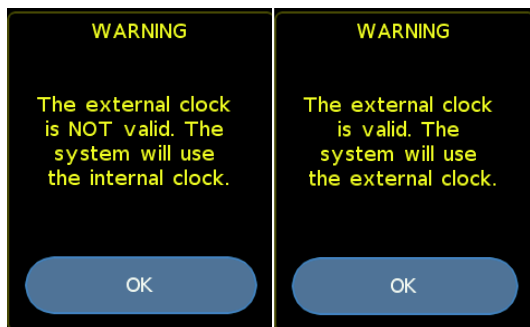 WARNING
The external clock
is NOT valid. The
system will use
the internal clock.
OK
WARNING
The external clock
is valid. The
system will use
the external clock.
OK